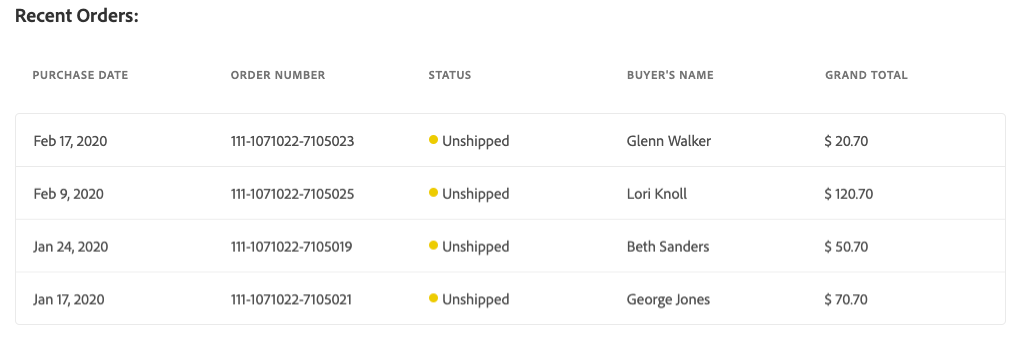 Recent Orders:
PURCHASE DATE ORDER NUMBER STATUS BUYER'S NAME GRAND TOTAL
Feb 17, 2020 111-1071022-7105023 Unshipped Glenn Walker $ 20.70
Feb 9, 2020 111-1071022-7105025 Unshipped Lori Knoll $ 120.70
Jan 24, 2020 111-1071022-7105019 Unshipped Beth Sanders $ 50.70
Jan 17, 2020 111-1071022-7105021 Unshipped George Jones $ 70.70